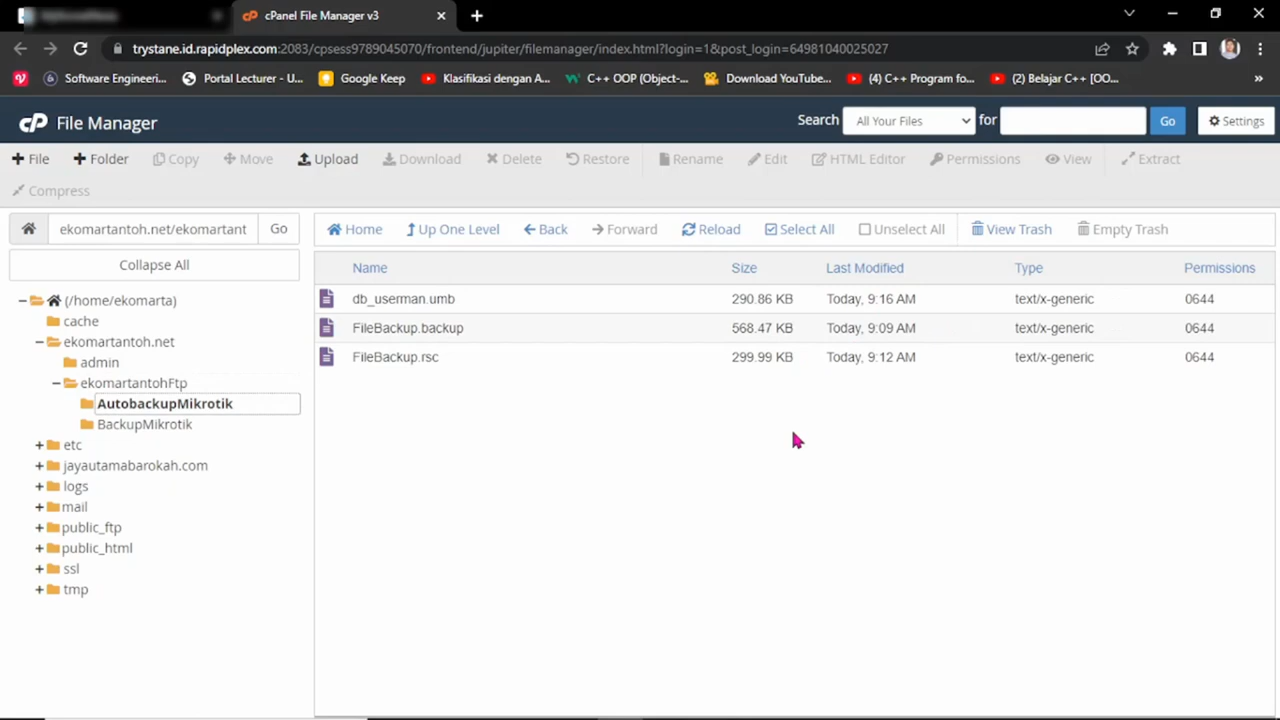 cPanel File Manager v3
trystane.id.rapidplex.com:2083/cpsess9789045070/frontend/jupiter/filemanager/index.html?login=1&post_login=64981040025027
Software Engineeri... Portal Lecturer - U... Google Keep Klasifikasi dengan A... C++ OOP (Object-... Download YouTube... (4) C++ Program fo... (2) Belajar C++ [OO... »
cP File Manager Search All Your Files for Go Settings
File Folder Copy Move Upload Download Delete Restore Rename Edit HTML Editor Permissions View Extract
Compress
ekomartantoh.net/ekomartant Go Home Up One Level Back Forward Reload Select All Unselect All View Trash Empty Trash
Collapse All
Name Size Last Modified Type Permissions
db_userman.umb 290.86 KB Today, 9:16 AM text/x-generic 0644
FileBackup.backup 568.47 KB Today, 9:09 AM text/x-generic 0644
FileBackup.rsc 299.99 KB Today, 9:12 AM text/x-generic 0644
(/home/ekomarta)
cache
ekomartantoh.net
admin
ekomartantohFtp
AutobackupMikrotik
BackupMikrotik
etc
jayautamabarokah.com
logs
mail
public_ftp
public_html
ssl
tmp